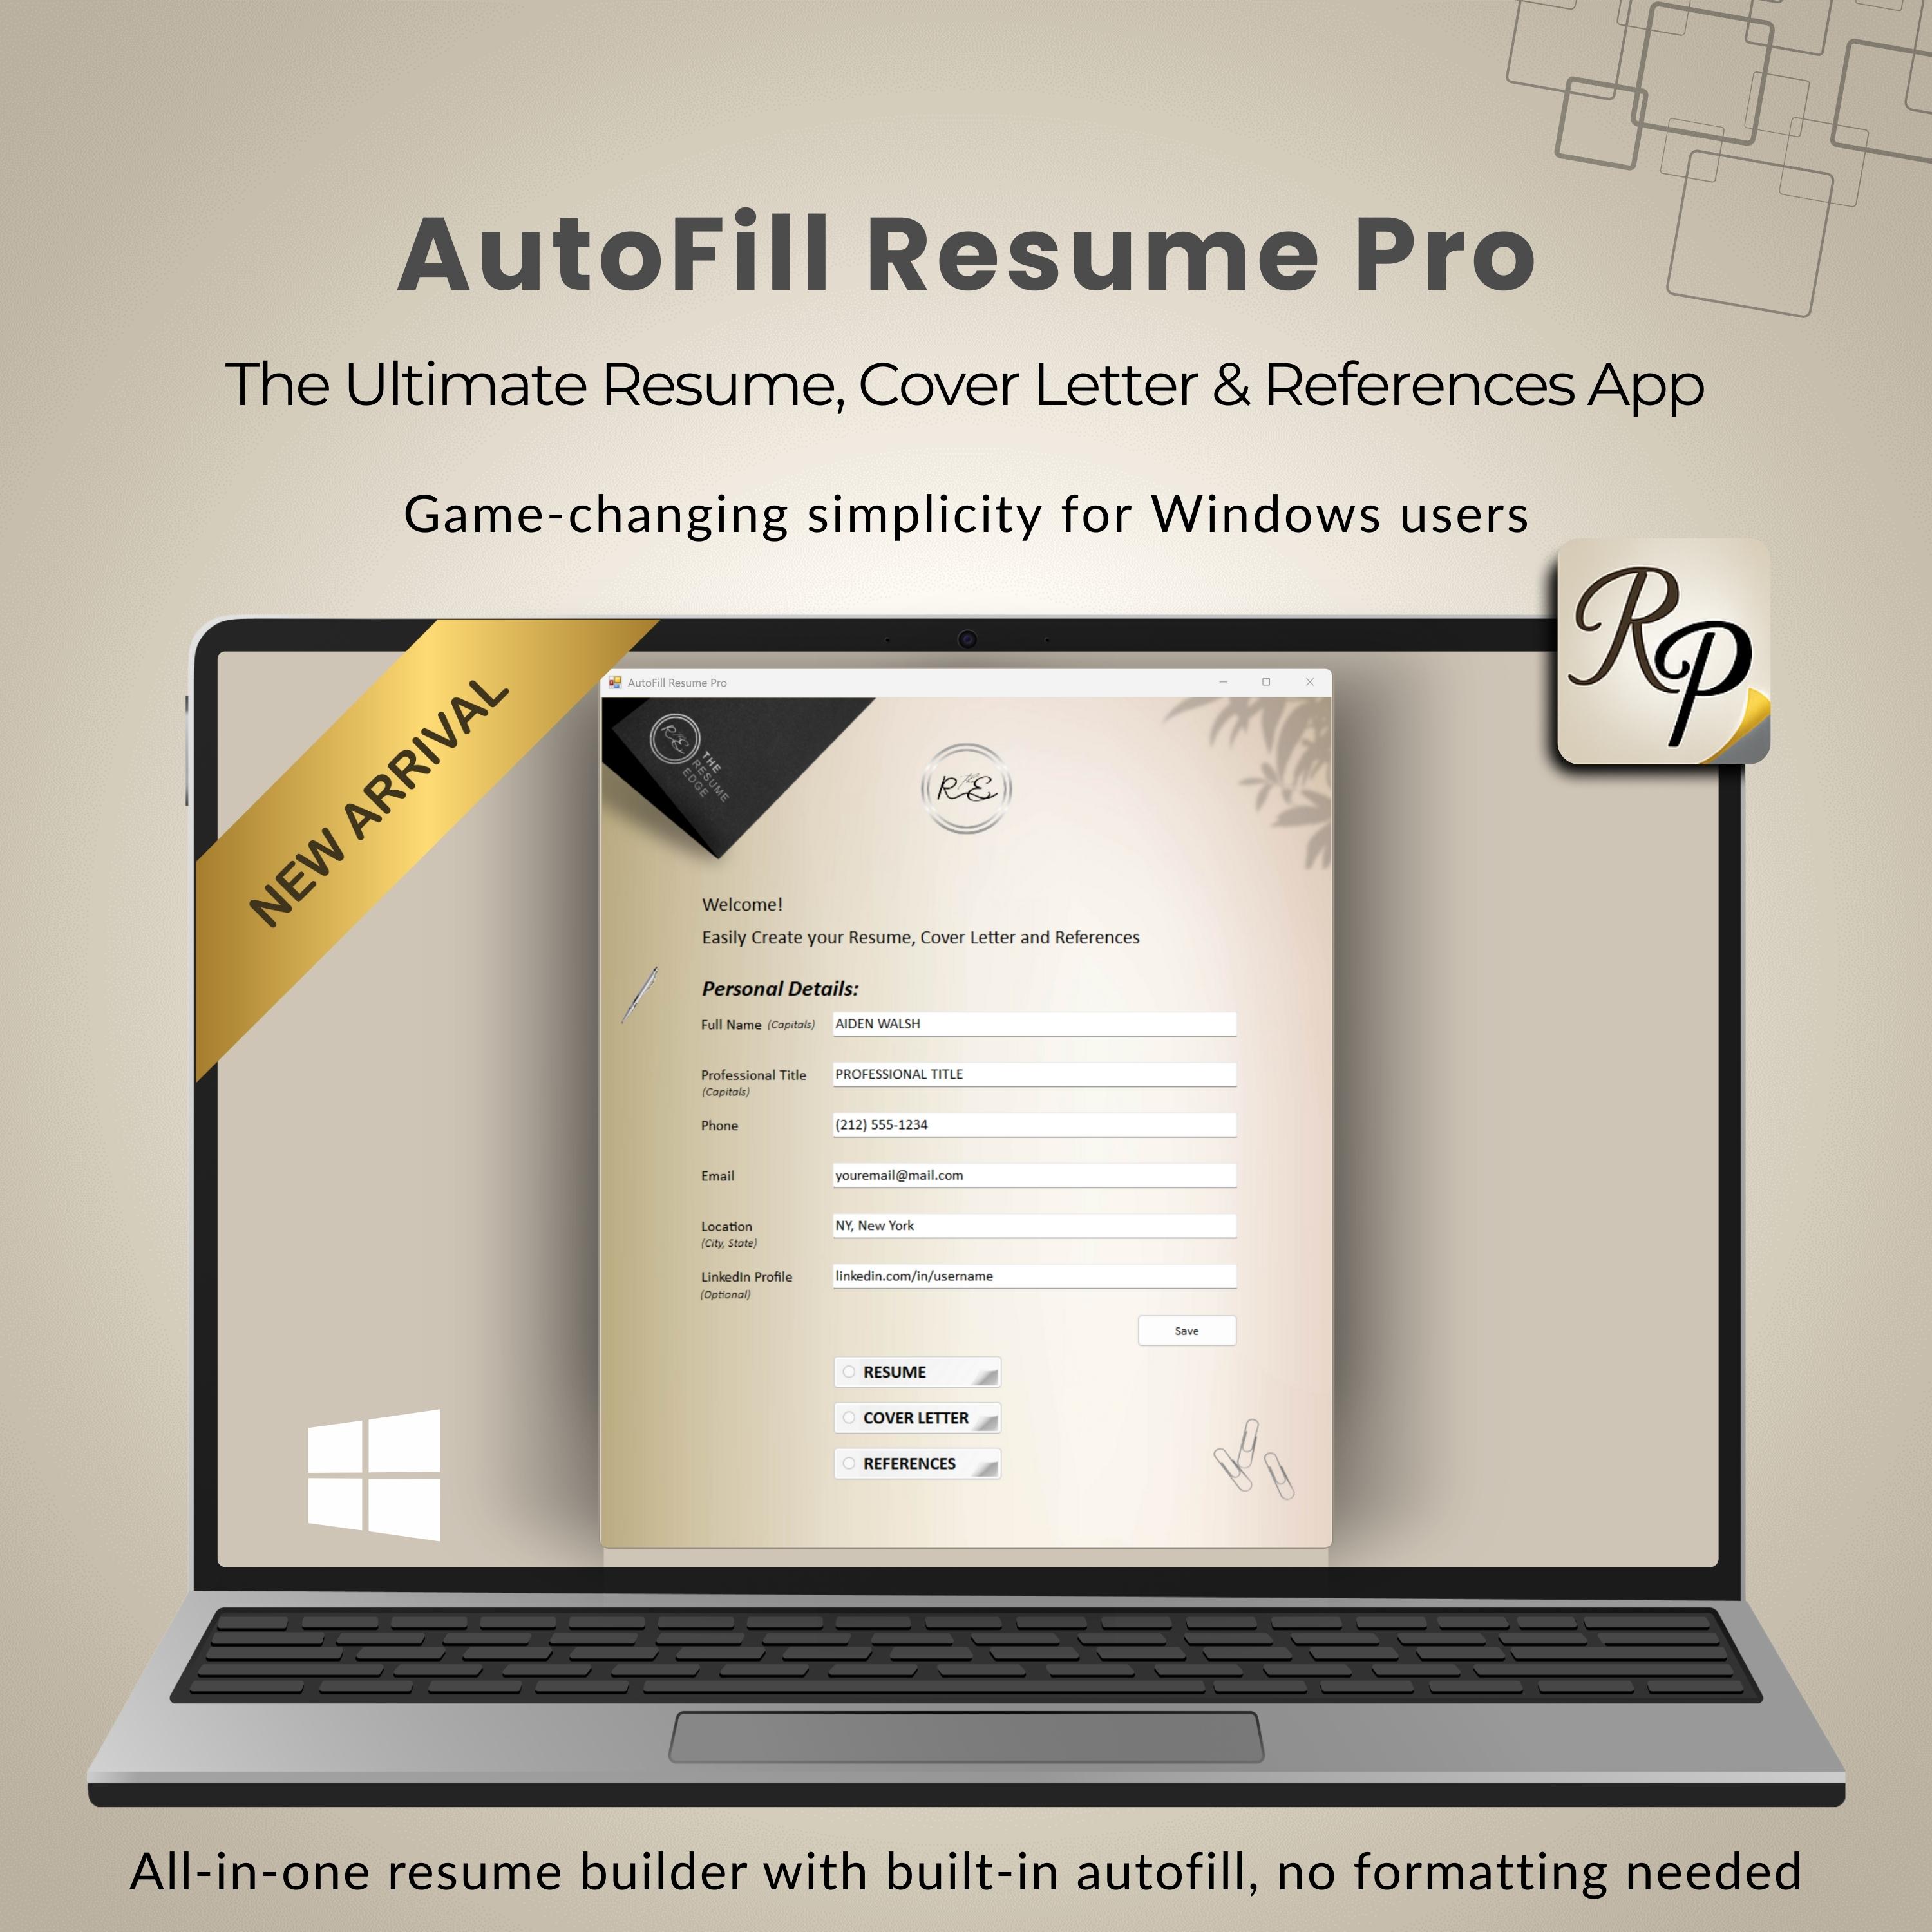 AutoFill Resume Pro
The Ultimate Resume, Cover Letter & References App
Game-changing simplicity for Windows users
RP
NEW ARRIVAL
AutoFill Resume Pro
RE
THE
RESUME
EDGE
the
RE
Welcome!
Easily Create your Resume, Cover Letter and References
Personal Details:
Full Name (Capitals) AIDEN WALSH
Professional Title PROFESSIONAL TITLE
(Capitals)
Phone (212) 555-1234
Email youremail@mail.com
Location NY, New York
(City, State)
LinkedIn Profile linkedin.com/in/username
(Optional)
Save
RESUME
COVER LETTER
REFERENCES
All-in-one resume builder with built-in autofill, no formatting needed